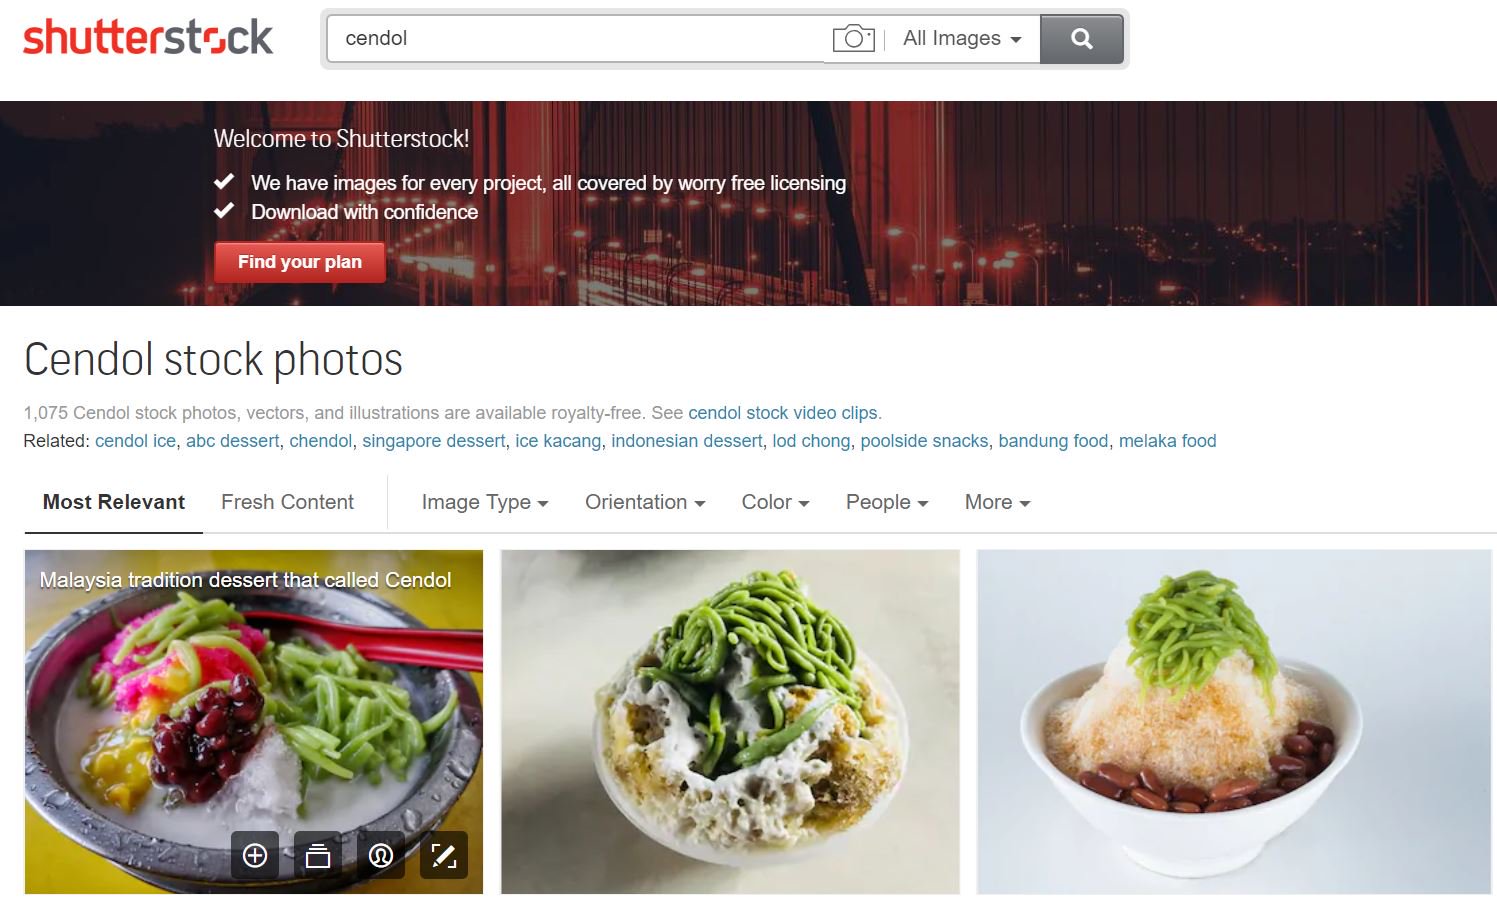 shutterstock
cendol
All Images
Welcome to Shutterstock!
We have images for every project, all covered by worry free licensing
Download with confidence
Find your plan
Cendol stock photos
1,075 Cendol stock photos, vectors, and illustrations are available royalty-free. See cendol stock video clips.
Related: cendol ice, abc dessert, chendol, singapore dessert, ice kacang, indonesian dessert, lod chong, poolside snacks, bandung food, melaka food
Most Relevant Fresh Content Image Type Orientation Color People More
Malaysia tradition dessert that called Cendol